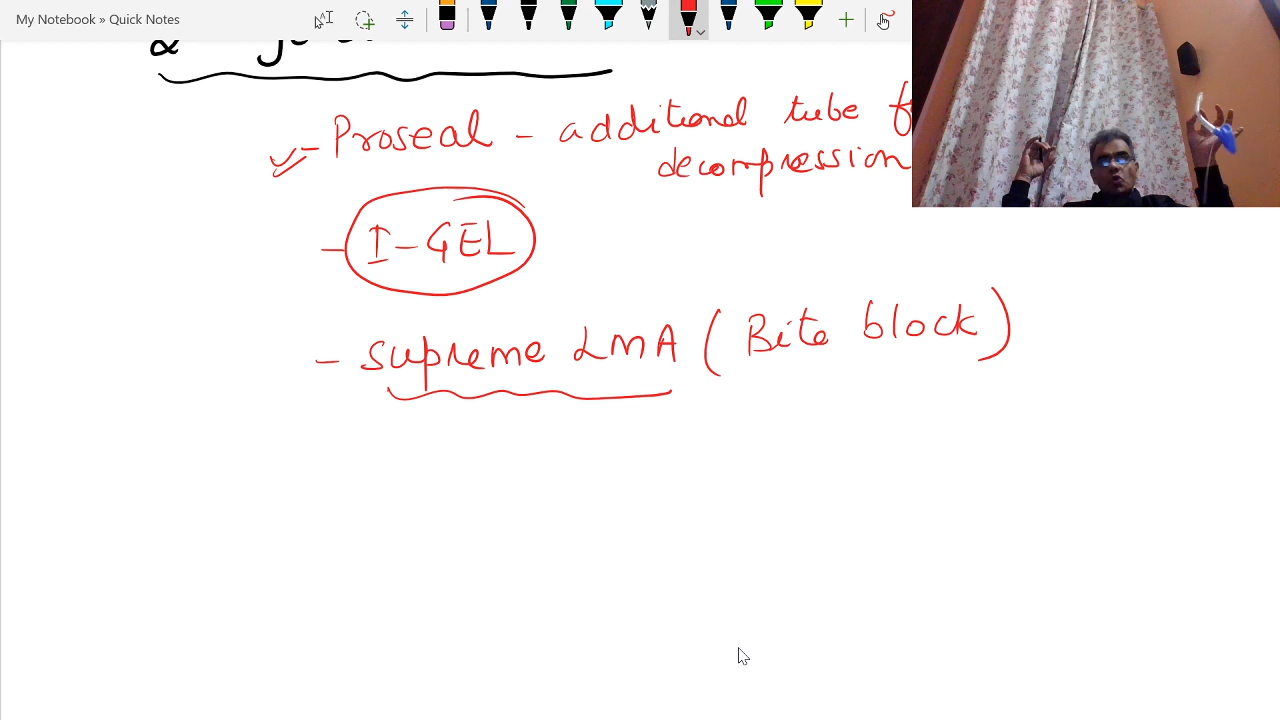 My Notebook » Quick Notes
- Proseal - additional tube
decompression
- I-GEL
- supreme LMA (Bite block)